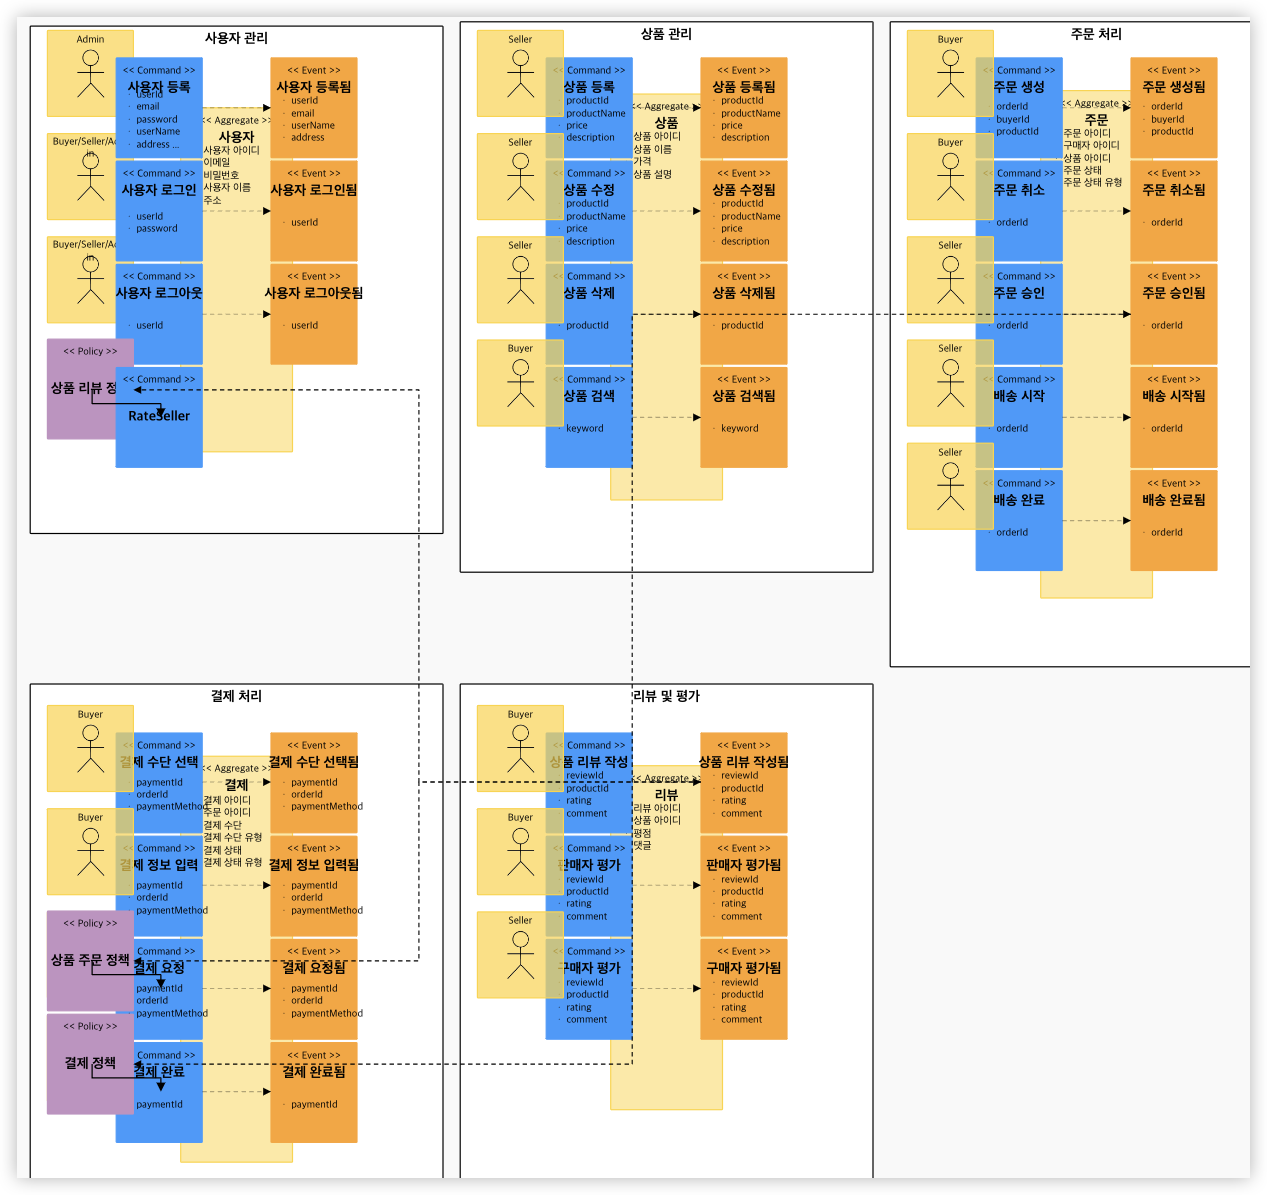 사용자 관리
Admin
<< Command >>
사용자 등록
userId
email
password
userName
address ...
<< Event >>
사용자 등록됨
userId
email
userName
address
<< Aggregate >>
사용자
사용자 아이디
이메일
비밀번호
사용자 이름
주소
Buyer/Seller/Ad
in
<< Command >>
사용자 로그인
userId
password
<< Event >>
사용자 로그인됨
userId
Buyer/Seller/Ad
in
<< Command >>
사용자 로그아웃
userId
<< Event >>
사용자 로그아웃됨
userId
<< Policy >>
상품 리뷰 정
<< Command >>
RateSeller
상품 관리
Seller
Command >>
상품 등록
productId
productName
price
description
<< Event >>
상품 등록됨
productId
productName
price
description
<< Aggregate >>
상품
상품 아이디
상품 이름
가격
상품 설명
Seller
Command >>
상품 수정
productId
productName
price
description
<< Event >>
상품 수정됨
productId
productName
price
description
Seller
Command >>
상품 삭제
productId
<< Event >>
상품 삭제됨
productId
Buyer
Command >>
상품 검색
keyword
<< Event >>
상품 검색됨
keyword
주문 처리
Buyer
Command >>
주문 생성
orderId
buyerId
productId
<< Event >>
주문 생성됨
orderId
buyerId
productId
<< Aggregate >>
주문
주문 아이디
구매자 아이디
상품 아이디
주문 상태
주문 상태 유형
Buyer
Command >>
주문 취소
orderId
<< Event >>
주문 취소됨
orderId
Seller
Command >>
주문 승인
orderId
<< Event >>
주문 승인됨
orderId
Seller
Command >>
배송 시작
orderId
<< Event >>
배송 시작됨
orderId
Seller
Command >>
배송 완료
orderId
<< Event >>
배송 완료됨
orderId
결제 처리
Buyer
Command >>
결제 수단 선택
paymentId
orderId
paymentMethod
<< Event >>
결제 수단 선택됨
paymentId
orderId
paymentMethod
<< Aggregate >>
결제
결제 아이디
주문 아이디
결제 수단
결제 수단 유형
결제 상태
결제 상태 유형
Buyer
Command >>
결제 정보 입력
paymentId
orderId
paymentMethod
<< Event >>
결제 정보 입력됨
paymentId
orderId
paymentMethod
<< Policy >>
상품 주문 정책
Command >>
결제 요청
paymentId
orderId
paymentMethod
<< Event >>
결제 요청됨
paymentId
orderId
paymentMethod
<< Policy >>
결제 정책
Command >>
결제 완료
paymentId
<< Event >>
결제 완료됨
paymentId
리뷰 및 평가
Buyer
Command >>
상품 리뷰 작성
reviewId
productId
rating
comment
<< Event >>
상품 리뷰 작성됨
reviewId
productId
rating
comment
<< Aggregate >>
리뷰
리뷰 아이디
상품 아이디
평점
댓글
Buyer
Command >>
판매자 평가
reviewId
productId
rating
comment
<< Event >>
판매자 평가됨
reviewId
productId
rating
comment
Seller
Command >>
구매자 평가
reviewId
productId
rating
comment
<< Event >>
구매자 평가됨
reviewId
productId
rating
comment